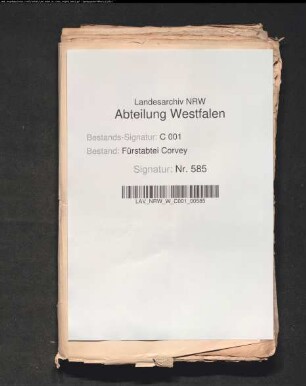 Landesarchiv NRW
Abteilung Westfalen
Bestands-Signatur: C 001
Bestand: Fürstabtei Corvey
Signatur: Nr. 585
LAV_NRW_W_C001_00585